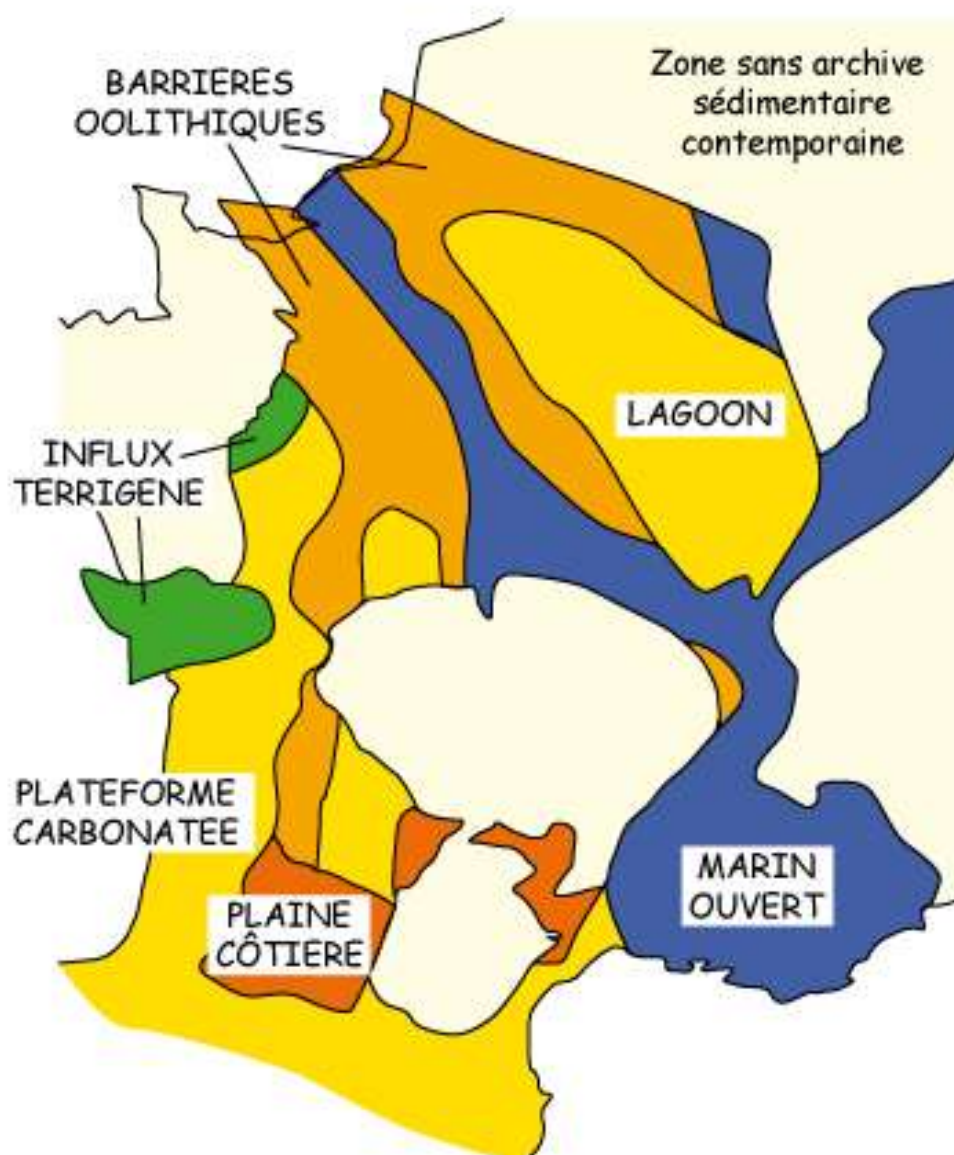 BARRIERES
OOLITHIQUES
Zone sans archive
sédimentaire
contemporaine
LAGOON
INFLUX
TERRIGENE
PLATEFORME
CARBONATEE
PLAINE
CÔTIERE
MARIN
OUVERT